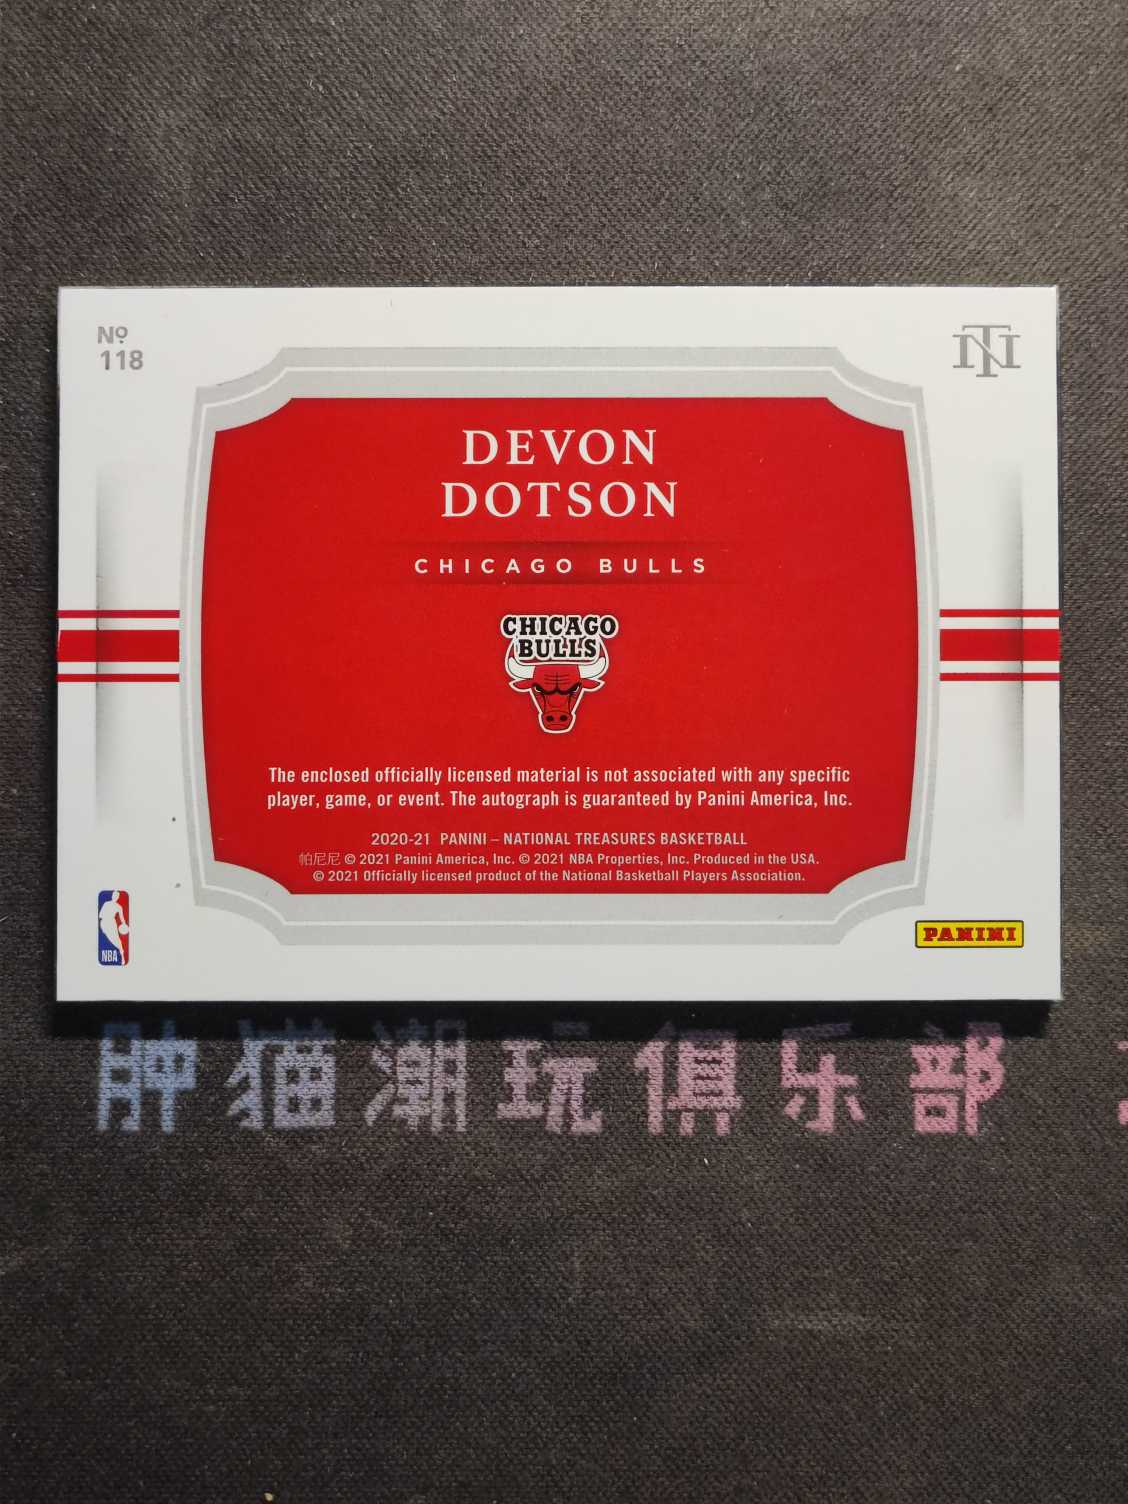 Nº
118
NT
DEVON
DOTSON
CHICAGO BULLS
CHICAGO
BULLS
The enclosed officially licensed material is not associated with any specific
player, game, or event. The autograph is guaranteed by Panini America, Inc.
2020-21 PANINI – NATIONAL TREASURES BASKETBALL
帕尼尼 © 2021 Panini America, Inc. © 2021 NBA Properties, Inc. Produced in the USA.
© 2021 Officially licensed product of the National Basketball Players Association.
NBA
PANINI
胖猫潮玩俱乐部